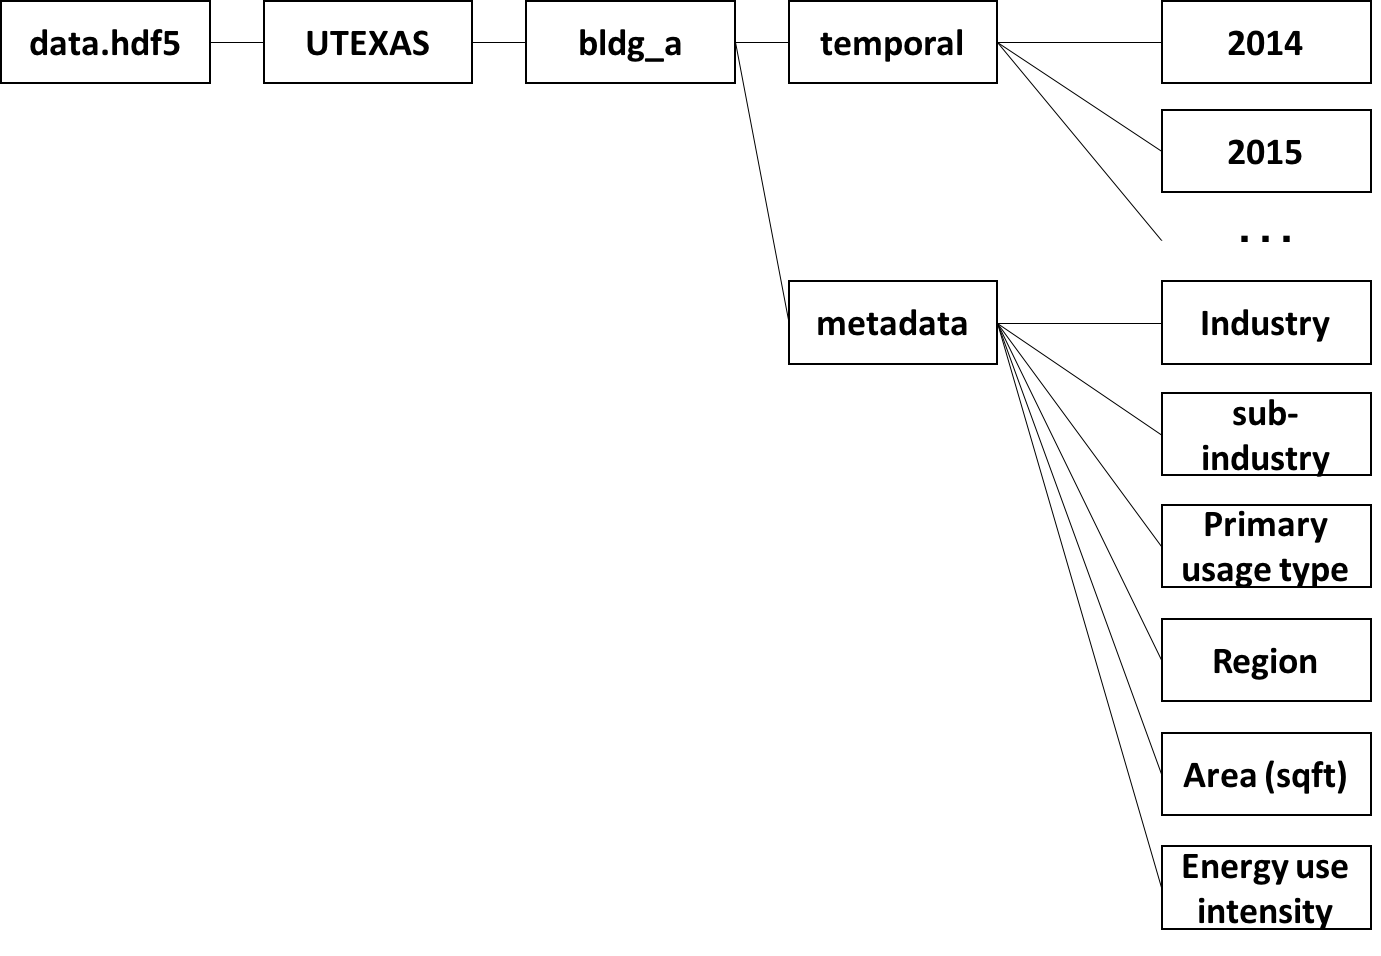 data.hdf5
UTEXAS
bldg_a
temporal
2014
2015
...
metadata
Industry
sub-
industry
Primary
usage type
Region
Area (sqft)
Energy use
intensity